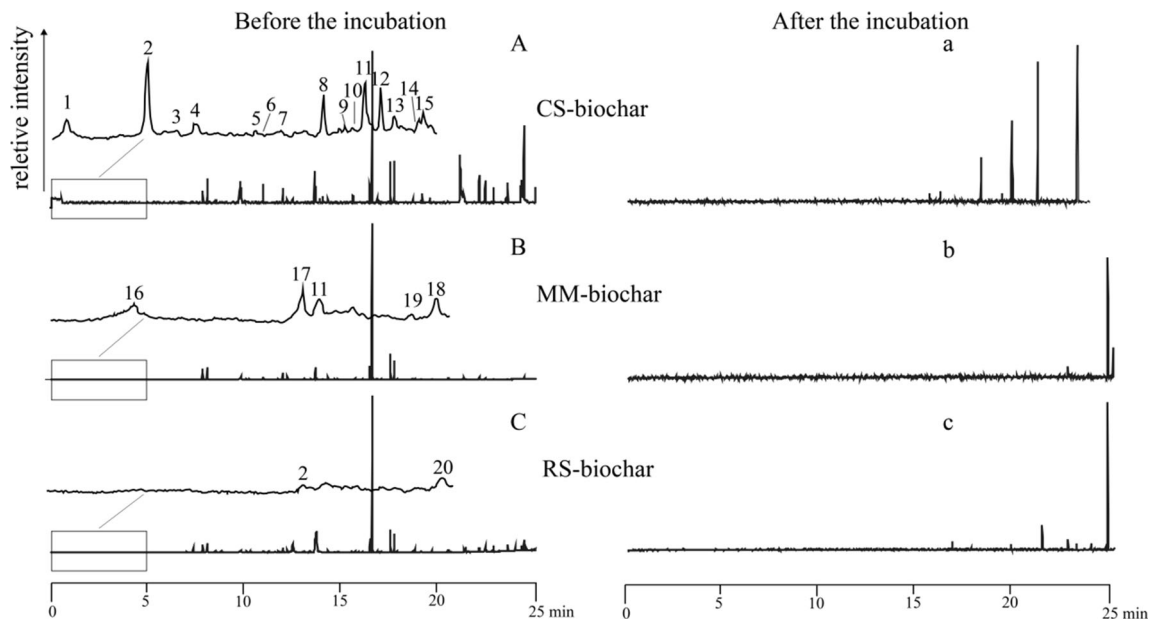 Before the incubation
After the incubation
reletive intensity
A
1
2
3
4
5
6
7
8
9
10
11
12
13
14
15
CS-biochar
a
B
16
17
11
19
18
MM-biochar
b
C
2
20
RS-biochar
c
0 5 10 15 20 25 min
0 5 10 15 20 25 min